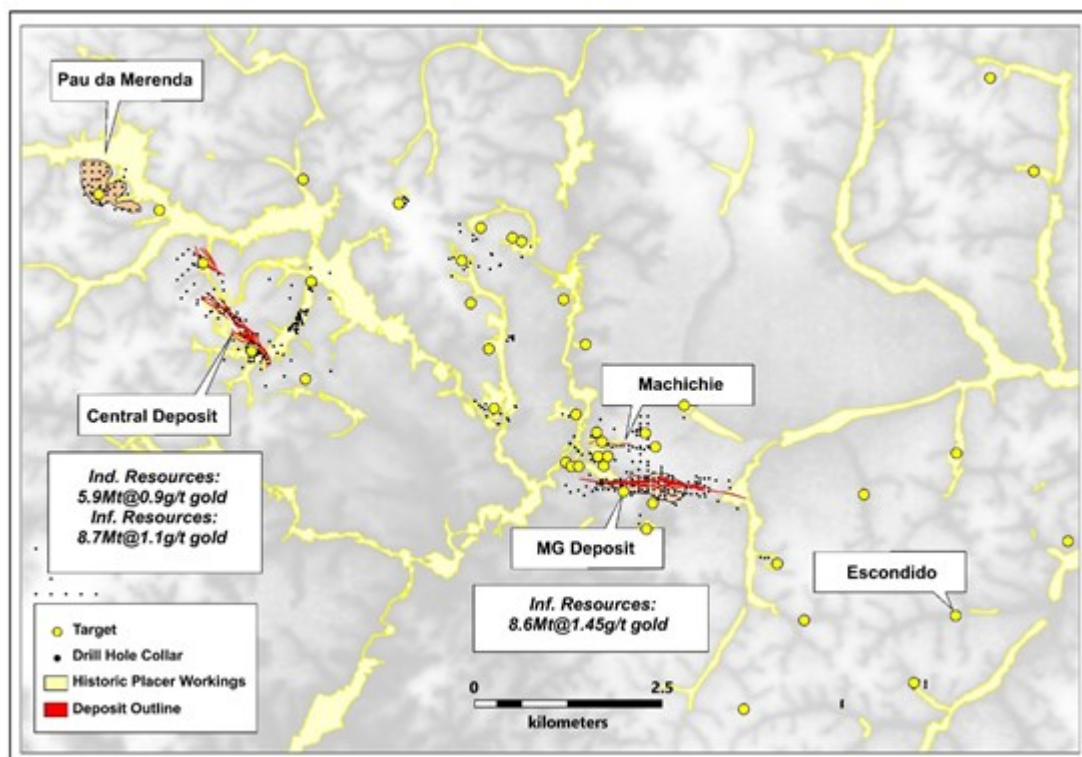 Pau da Merenda
Machichie
Central Deposit
Ind. Resources:
5.9Mt@0.9g/t gold
Inf. Resources:
8.7Mt@1.1g/t gold
MG Deposit
Escondido
Inf. Resources:
8.6Mt@1.45g/t gold
Target
Drill Hole Collar
Historic Placer Workings
Deposit Outline
0 2.5
kilometers